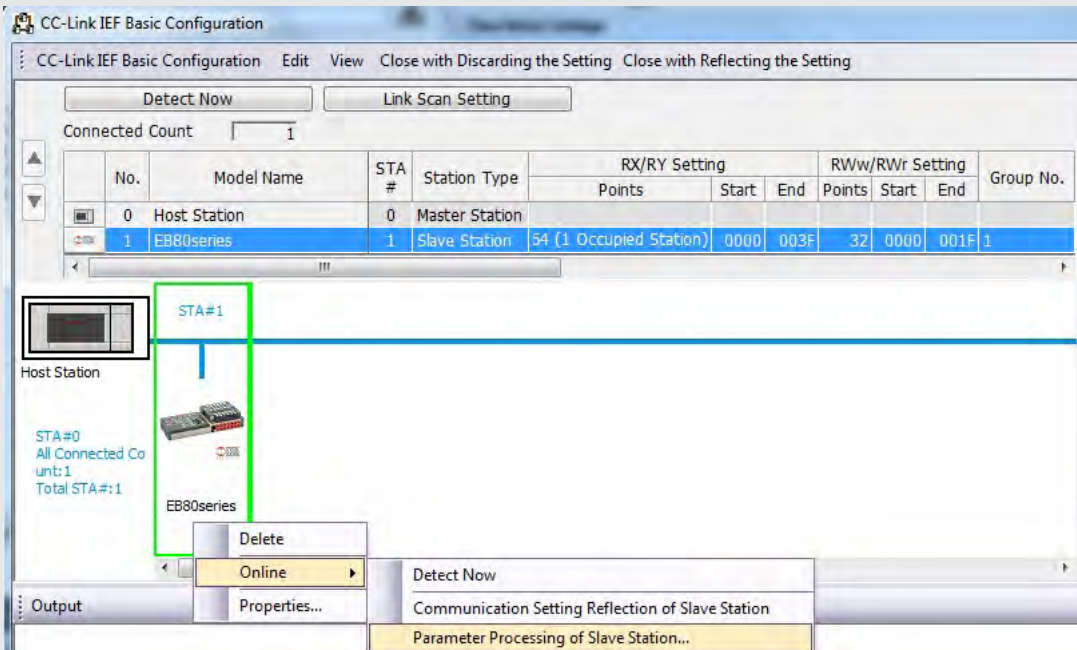 CC-Link IEF Basic Configuration
CC-Link IEF Basic Configuration Edit View Close with Discarding the Setting Close with Reflecting the Setting
Detect Now Link Scan Setting
Connected Count 1
No. Model Name STA # Station Type RX/RY Setting RWw/RWr Setting Group No.
Points Start End Points Start End
0 Host Station 0 Master Station
1 EB80series 1 Slave Station 54 (1 Occupied Station) 0000 003F 32 0000 001F 1
STA#1
Host Station
STA#0
All Connected Co
unt:1
Total STA#:1
EB80series
Delete
Online Detect Now
Output Properties... Communication Setting Reflection of Slave Station
Parameter Processing of Slave Station...